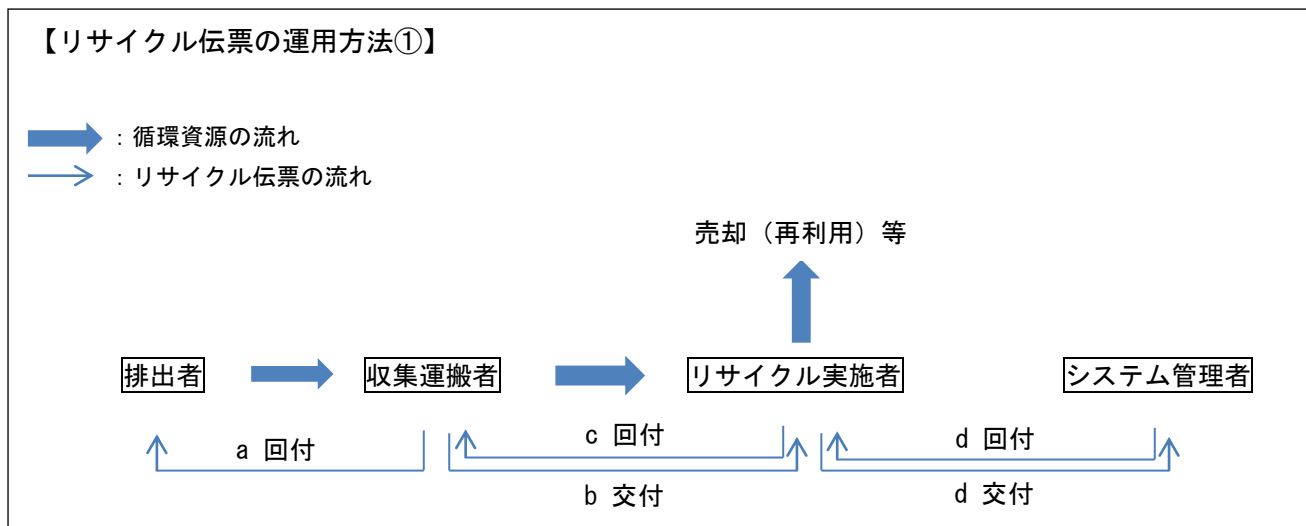 【リサイクル伝票の運用方法①】
：循環資源の流れ
：リサイクル伝票の流れ
売却（再利用）等
排出者 収集運搬者 リサイクル実施者 システム管理者
a 回付 c 回付 d 回付
b 交付 d 交付